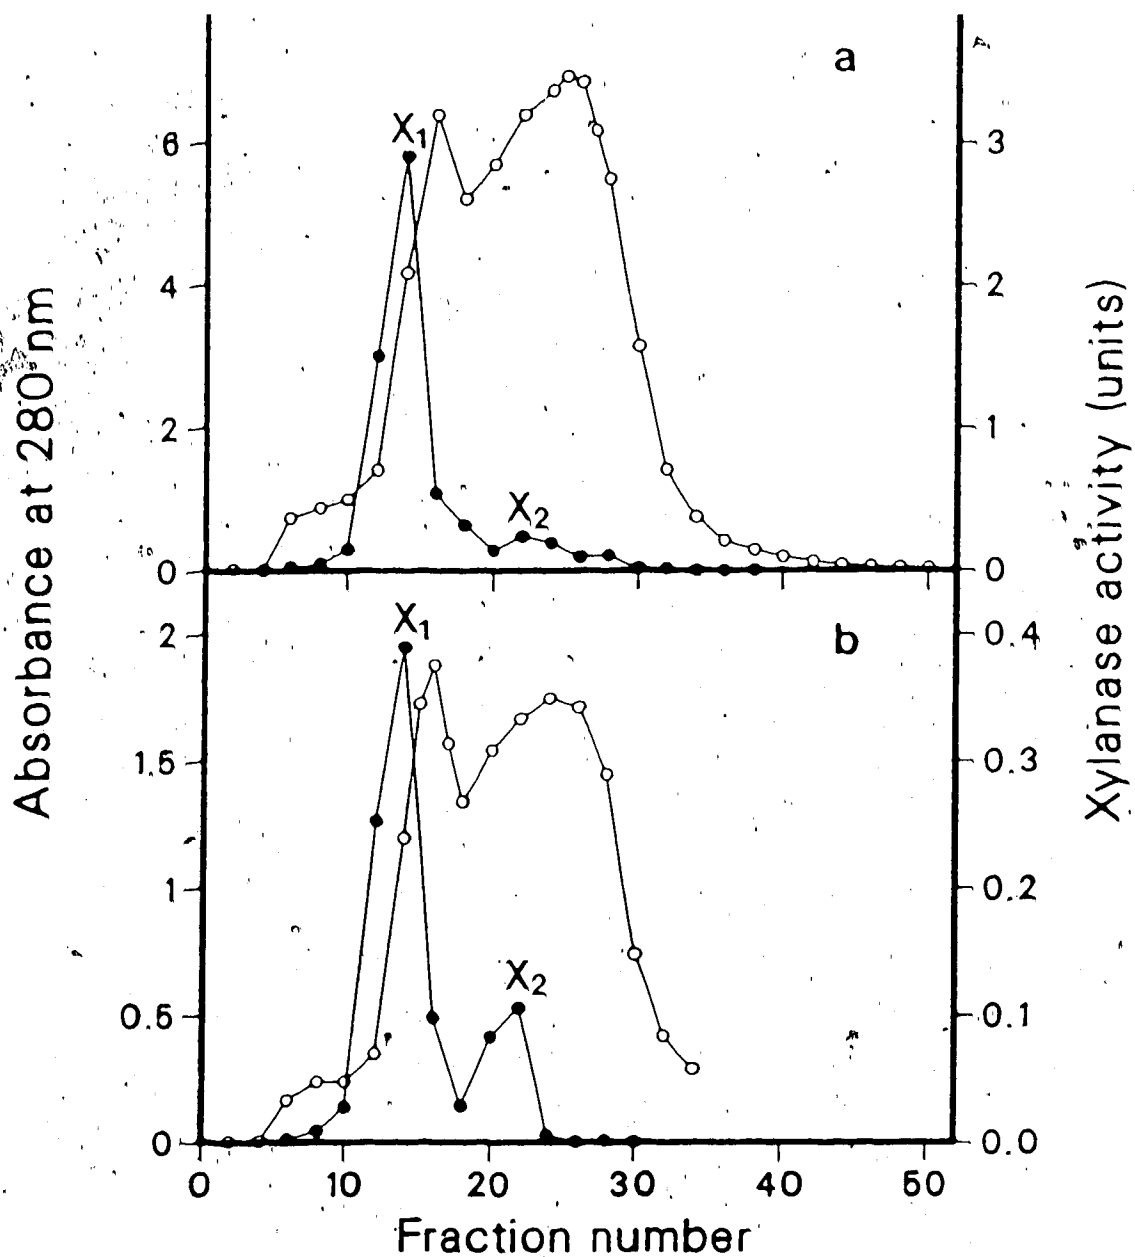 a
X1
X2
6
4
2
0
3
2
1
0
b
X1
X2
2
1.5
1
0.5
0
0.4
0.3
0.2
0.1
0.0
0 10 20 30 40 50
Fraction number
Absorbance at 280 nm
Xylanase activity (units)